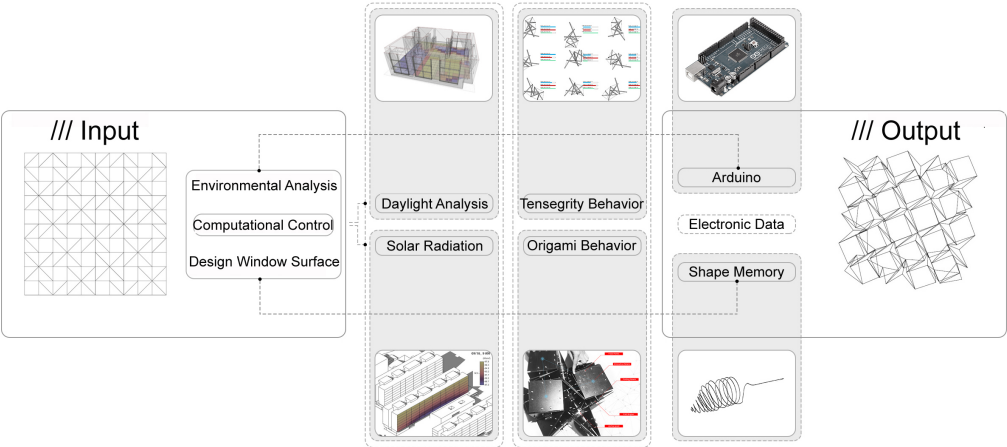 /// Input
/// Output
Environmental Analysis
Computational Control
Design Window Surface
Daylight Analysis
Solar Radiation
Tensegrity Behavior
Origami Behavior
Arduino
Electronic Data
Shape Memory